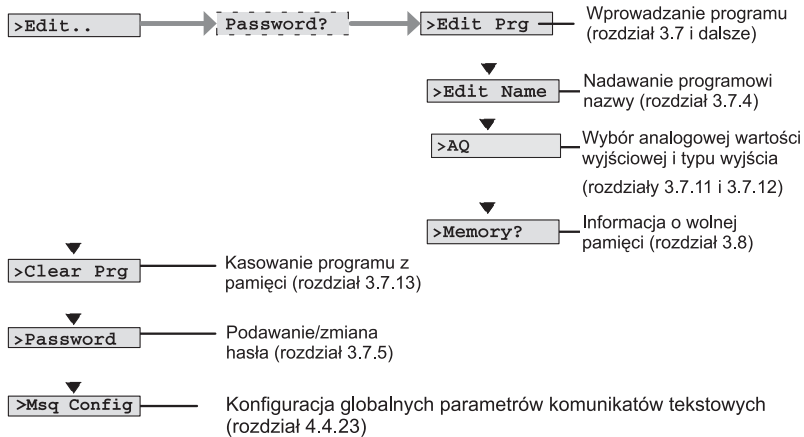 >Edit..
Password?
>Edit Prg
Wprowadzanie programu
(rozdział 3.7 i dalsze)
>Edit Name
Nadawanie programowi
nazwy (rozdział 3.7.4)
>AQ
Wybór analogowej wartości
wyjściowej i typu wyjścia
(rozdziały 3.7.11 i 3.7.12)
>Memory?
Informacja o wolnej
pamięci (rozdział 3.8)
>Clear Prg
Kasowanie programu z
pamięci (rozdział 3.7.13)
>Password
Podawanie/zmiana
hasła (rozdział 3.7.5)
>Msq Config
Konfiguracja globalnych parametrów komunikatów tekstowych
(rozdział 4.4.23)